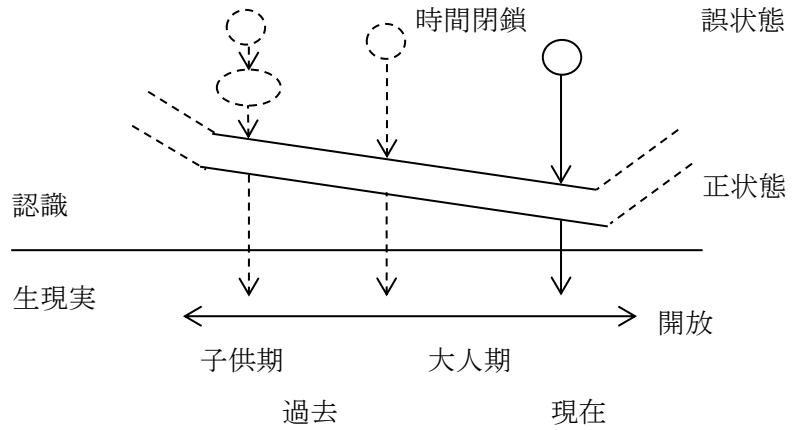 時間閉鎖
誤状態
正状態
認識
生現実
開放
子供期
大人期
過去
現在